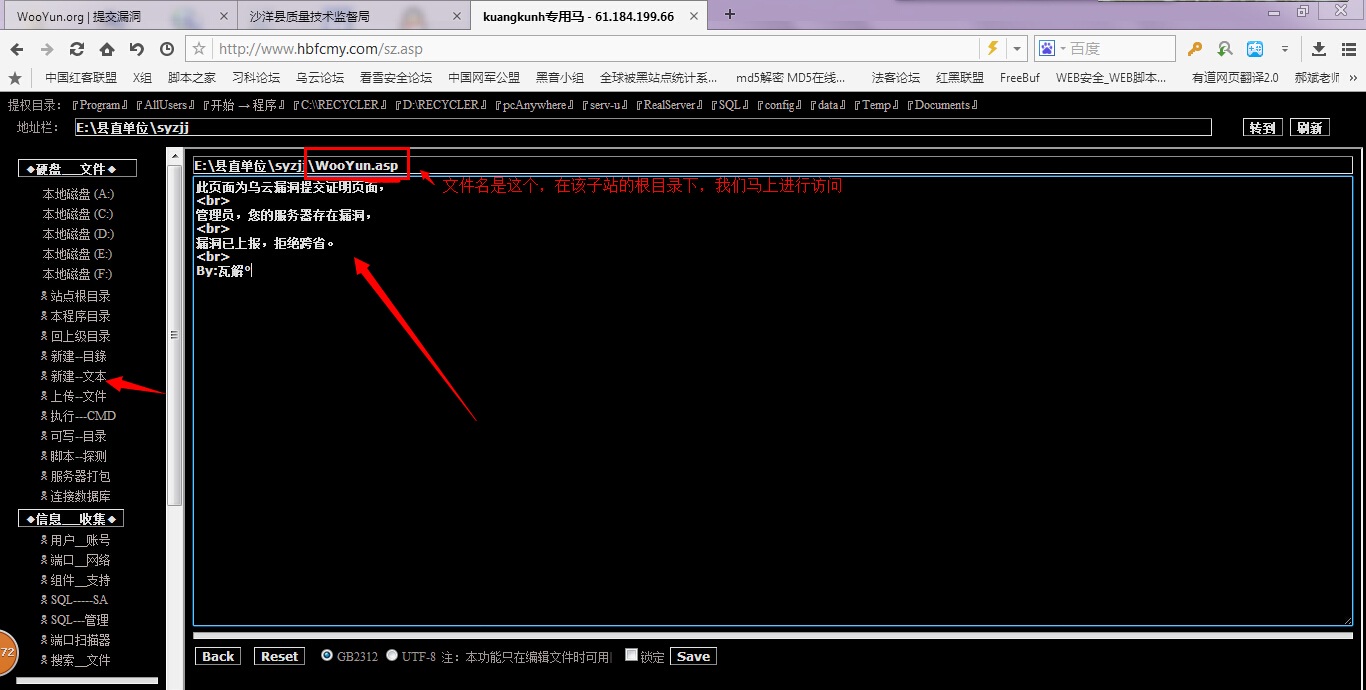 WooYun.org | 提交漏洞
沙洋县质量技术监督局
kuangkunh专用马 - 61.184.199.66
http://www.hbfcmy.com/sz.asp
百度
中国红客联盟 X组 脚本之家 习科论坛 乌云论坛 看雪安全论坛 中国网军公盟 黑音小组 全球被黑站点统计系... md5解密 MD5在线... 法客论坛 红黑联盟 FreeBuf WEB安全_WEB脚本... 有道网页翻译2.0 郝斌老师
提权目录: 『Program』 『AllUsers』 『开始→程序』 『C:\\RECYCLER』 『D:\RECYCLER』 『pcAnywhere』 『serv-u』 『RealServer』 『SQL』 『config』 『data』 『Temp』 『Documents』
地址栏: E:\县直单位\syzjj 转到 刷新
◆硬盘___文件◆
本地磁盘 (A:)
本地磁盘 (C:)
本地磁盘 (D:)
本地磁盘 (E:)
本地磁盘 (F:)
站点根目录
本程序目录
回上级目录
新建--目錄
新建--文本
上传--文件
执行---CMD
可写--目录
脚本--探测
服务器打包
连接数据库
◆信息___收集◆
用户__账号
端口__网络
组件__支持
SQL-----SA
SQL---管理
端口扫描器
搜索__文件
72
E:\县直单位\syzjj\WooYun.asp
文件名是这个，在该子站的根目录下，我们马上进行访问
此页面为乌云漏洞提交证明页面，
<br>
管理员，您的服务器存在漏洞，
<br>
漏洞已上报，拒绝跨省。
<br>
By:瓦解°
Back Reset GB2312 UTF-8 注: 本功能只在编辑文件时可用| 锁定 Save